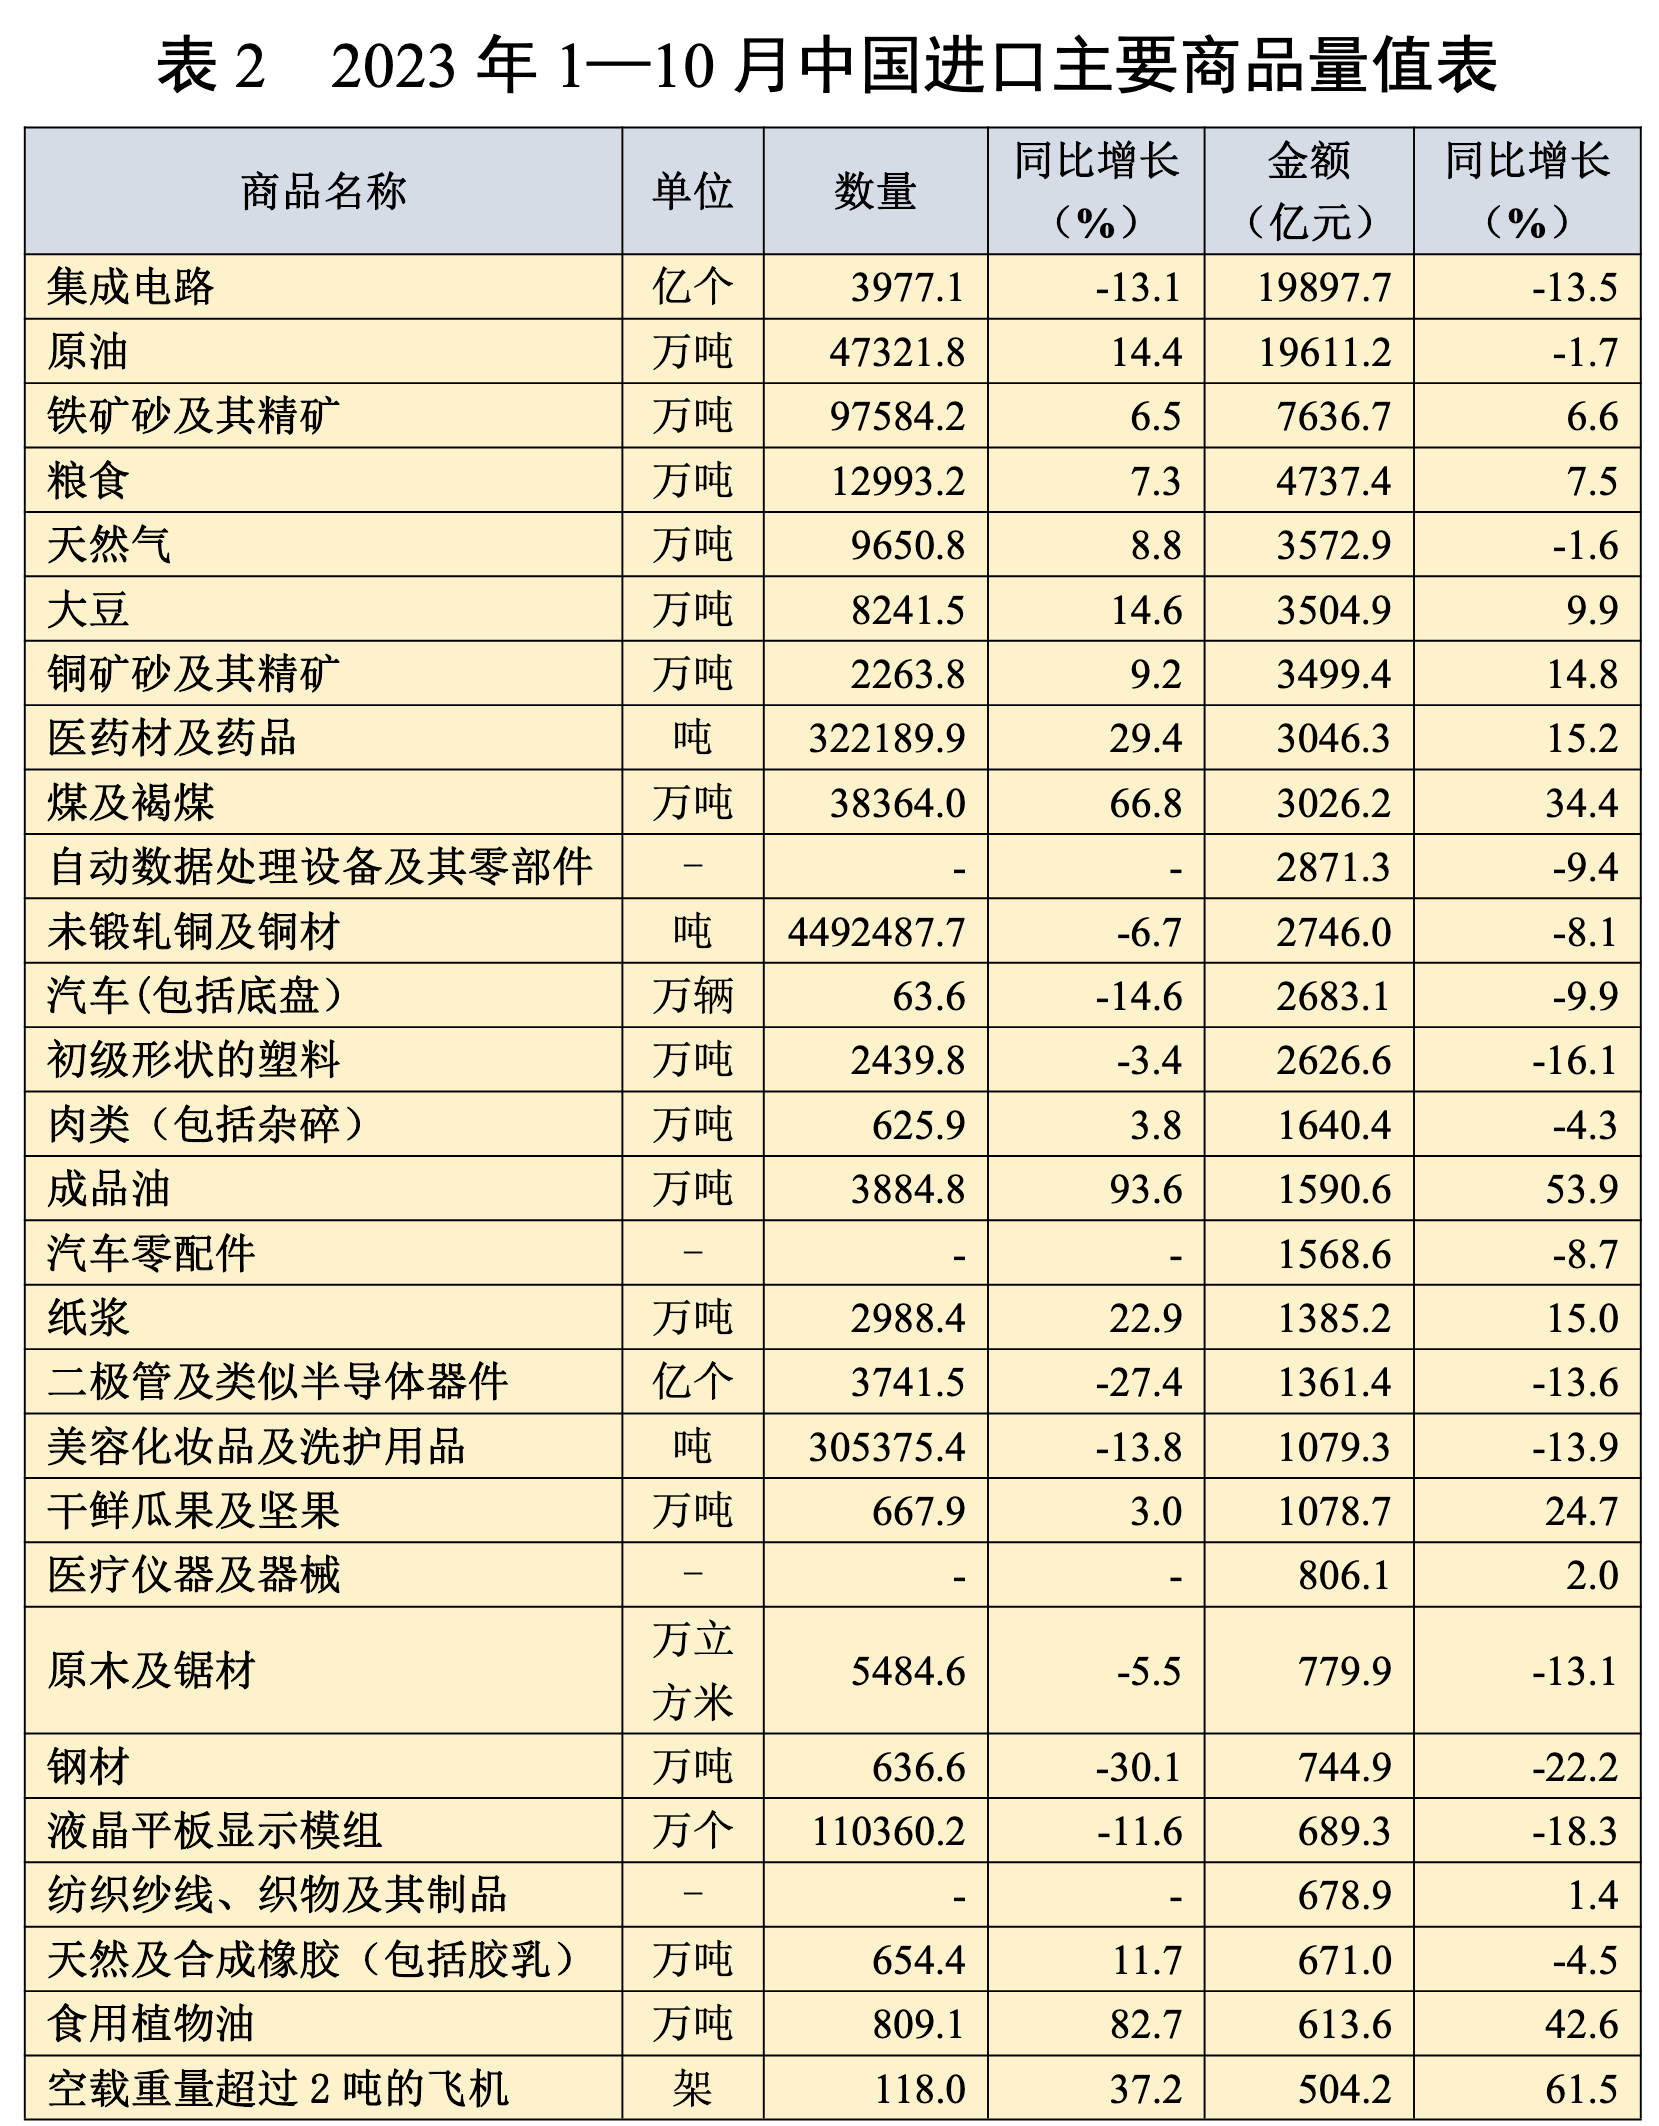 表 2　2023 年 1—10 月中国进口主要商品量值表
商品名称 单位 数量 同比增长（%） 金额（亿元） 同比增长（%）
集成电路 亿个 3977.1 -13.1 19897.7 -13.5
原油 万吨 47321.8 14.4 19611.2 -1.7
铁矿砂及其精矿 万吨 97584.2 6.5 7636.7 6.6
粮食 万吨 12993.2 7.3 4737.4 7.5
天然气 万吨 9650.8 8.8 3572.9 -1.6
大豆 万吨 8241.5 14.6 3504.9 9.9
铜矿砂及其精矿 万吨 2263.8 9.2 3499.4 14.8
医药材及药品 吨 322189.9 29.4 3046.3 15.2
煤及褐煤 万吨 38364.0 66.8 3026.2 34.4
自动数据处理设备及其零部件 - - - 2871.3 -9.4
未锻轧铜及铜材 吨 4492487.7 -6.7 2746.0 -8.1
汽车(包括底盘） 万辆 63.6 -14.6 2683.1 -9.9
初级形状的塑料 万吨 2439.8 -3.4 2626.6 -16.1
肉类（包括杂碎） 万吨 625.9 3.8 1640.4 -4.3
成品油 万吨 3884.8 93.6 1590.6 53.9
汽车零配件 - - - 1568.6 -8.7
纸浆 万吨 2988.4 22.9 1385.2 15.0
二极管及类似半导体器件 亿个 3741.5 -27.4 1361.4 -13.6
美容化妆品及洗护用品 吨 305375.4 -13.8 1079.3 -13.9
干鲜瓜果及坚果 万吨 667.9 3.0 1078.7 24.7
医疗仪器及器械 - - - 806.1 2.0
原木及锯材 万立方米 5484.6 -5.5 779.9 -13.1
钢材 万吨 636.6 -30.1 744.9 -22.2
液晶平板显示模组 万个 110360.2 -11.6 689.3 -18.3
纺织纱线、织物及其制品 - - - 678.9 1.4
天然及合成橡胶（包括胶乳） 万吨 654.4 11.7 671.0 -4.5
食用植物油 万吨 809.1 82.7 613.6 42.6
空载重量超过 2 吨的飞机 架 118.0 37.2 504.2 61.5